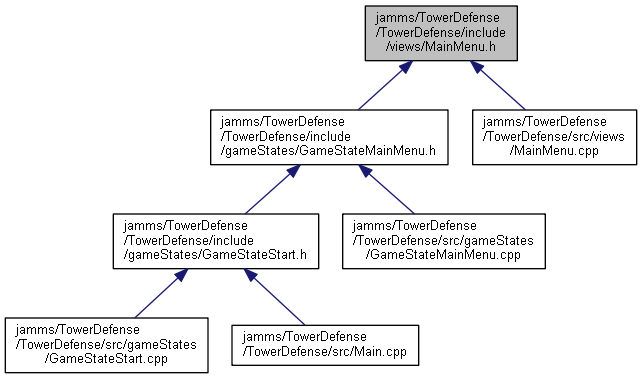 jamms/TowerDefense
/TowerDefense/include
/views/MainMenu.h
jamms/TowerDefense
/TowerDefense/include
/gameStates/GameStateMainMenu.h
jamms/TowerDefense
/TowerDefense/src/views
/MainMenu.cpp
jamms/TowerDefense
/TowerDefense/include
/gameStates/GameStateStart.h
jamms/TowerDefense
/TowerDefense/src/gameStates
/GameStateMainMenu.cpp
jamms/TowerDefense
/TowerDefense/src/gameStates
/GameStateStart.cpp
jamms/TowerDefense
/TowerDefense/src/Main.cpp